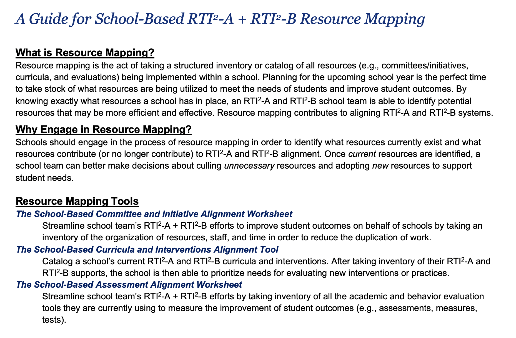 A Guide for School-Based RTI²-A + RTI²-B Resource Mapping
What is Resource Mapping?
Resource mapping is the act of taking a structured inventory or catalog of all resources (e.g., committees/initiatives,
curricula, and evaluations) being implemented within a school. Planning for the upcoming school year is the perfect time
to take stock of what resources are being utilized to meet the needs of students and improve student outcomes. By
knowing exactly what resources a school has in place, an RTI²-A and RTI²-B school team is able to identify potential
resources that may be more efficient and effective. Resource mapping contributes to aligning RTI²-A and RTI²-B systems.
Why Engage in Resource Mapping?
Schools should engage in the process of resource mapping in order to identify what resources currently exist and what
resources contribute (or no longer contribute) to RTI²-A and RTI²-B alignment. Once current resources are identified, a
school team can better make decisions about culling unnecessary resources and adopting new resources to support
student needs.
Resource Mapping Tools
The School-Based Committee and Initiative Alignment Worksheet
Streamline school team's RTI²-A + RTI²-B efforts to improve student outcomes on behalf of schools by taking an
inventory of the organization of resources, staff, and time in order to reduce the duplication of work.
The School-Based Curricula and Interventions Alignment Tool
Catalog a school's current RTI²-A and RTI²-B curricula and interventions. After taking inventory of their RTI²-A and
RTI²-B supports, the school is then able to prioritize needs for evaluating new interventions or practices.
The School-Based Assessment Alignment Worksheet
Streamline school team's RTI²-A + RTI²-B efforts by taking inventory of all the academic and behavior evaluation
tools they are currently using to measure the improvement of student outcomes (e.g., assessments, measures,
tests).